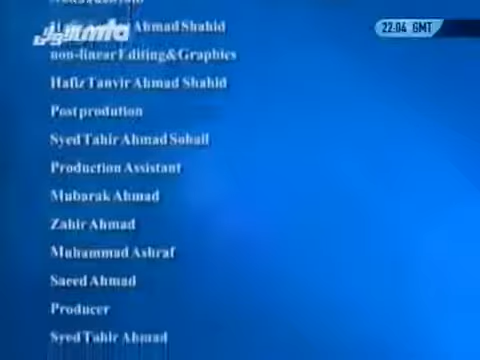 mta
22:04 GMT
Ahmad Shahid
non-linear Editing&Graphics
Hafiz Tanvir Ahmad Shahid
Post prodution
Syed Tahir Ahmad Sohail
Production Assistant
Mubarak Ahmad
Zahir Ahmad
Muhammad Ashraf
Saeed Ahmad
Producer
Syed Tahir Ahmad